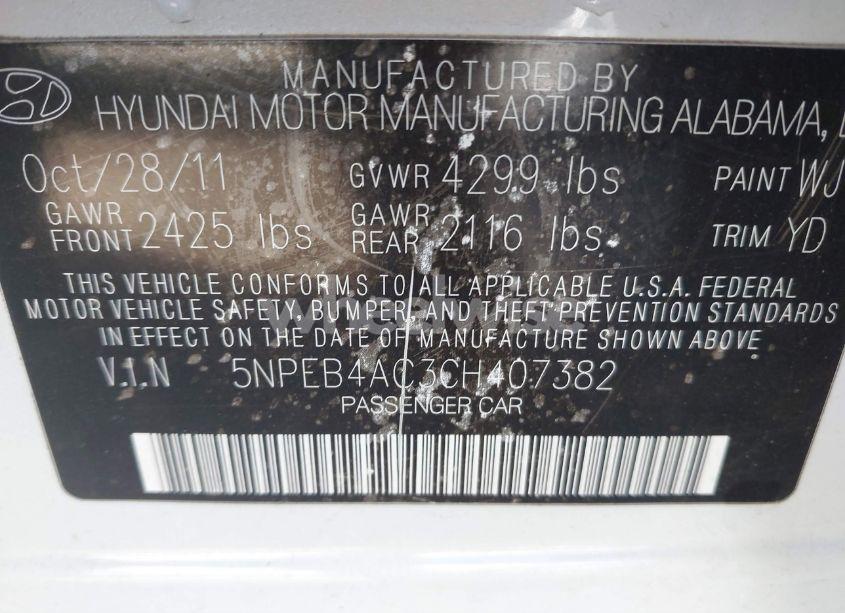 MANUFACTURED BY
HYUNDAI MOTOR MANUFACTURING ALABAMA,
Oct/28/11 GVWR 4299 lbs PAINT WJ
GAWR FRONT 2425 lbs GAWR REAR 2116 lbs TRIM YD
THIS VEHICLE CONFORMS TO ALL APPLICABLE U.S.A. FEDERAL
MOTOR VEHICLE SAFETY, BUMPER, AND THEFT PREVENTION STANDARDS
IN EFFECT ON THE DATE OF MANUFACTURE SHOWN ABOVE
V.I.N 5NPEB4AC3CH407382
PASSENGER CAR